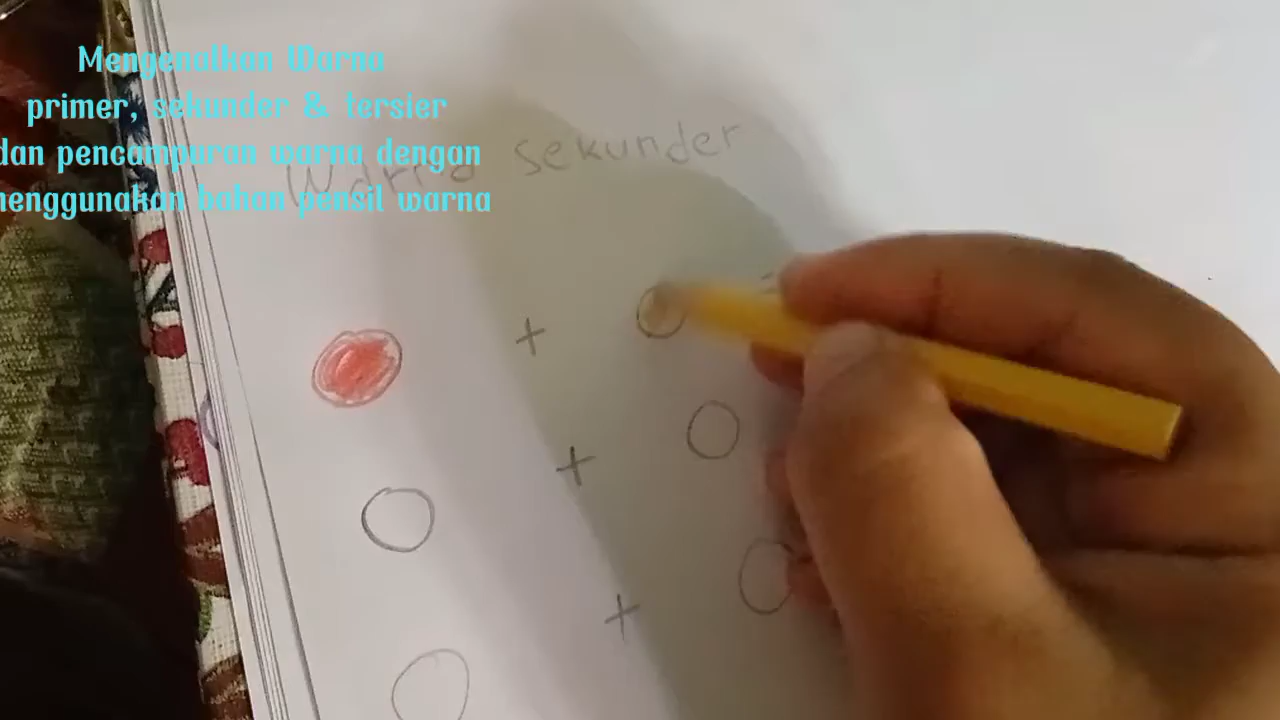 Mengenalkan Warna
primer, sekunder & tersier
dan pencampuran warna dengan
menggunakan bahan pensil warna
Warna sekunder
+
+
+